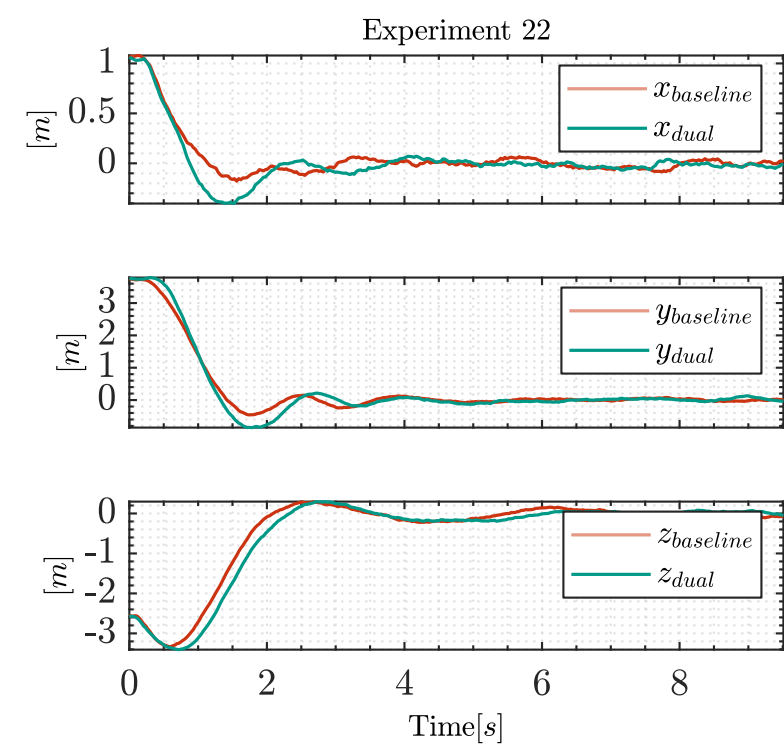 Experiment 22
1
0.5
0
[m]
x_baseline
x_dual
3
2
1
0
[m]
y_baseline
y_dual
0
-1
-2
-3
[m]
z_baseline
z_dual
0 2 4 6 8
Time[s]